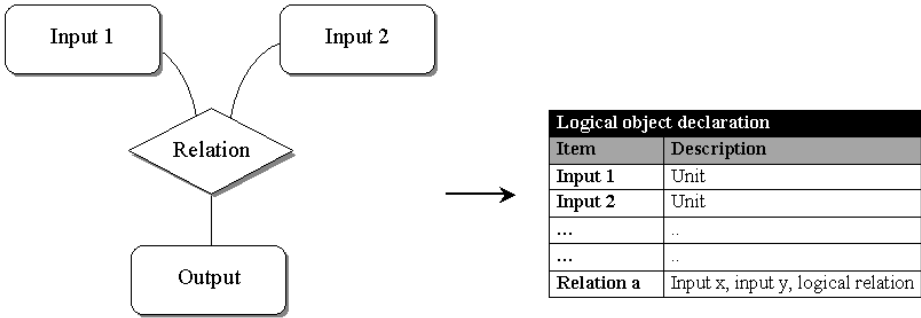 Input 1
Input 2
Relation
Output
Logical object declaration
Item Description
Input 1 Unit
Input 2 Unit
... ..
... ..
Relation a Input x, input y, logical relation